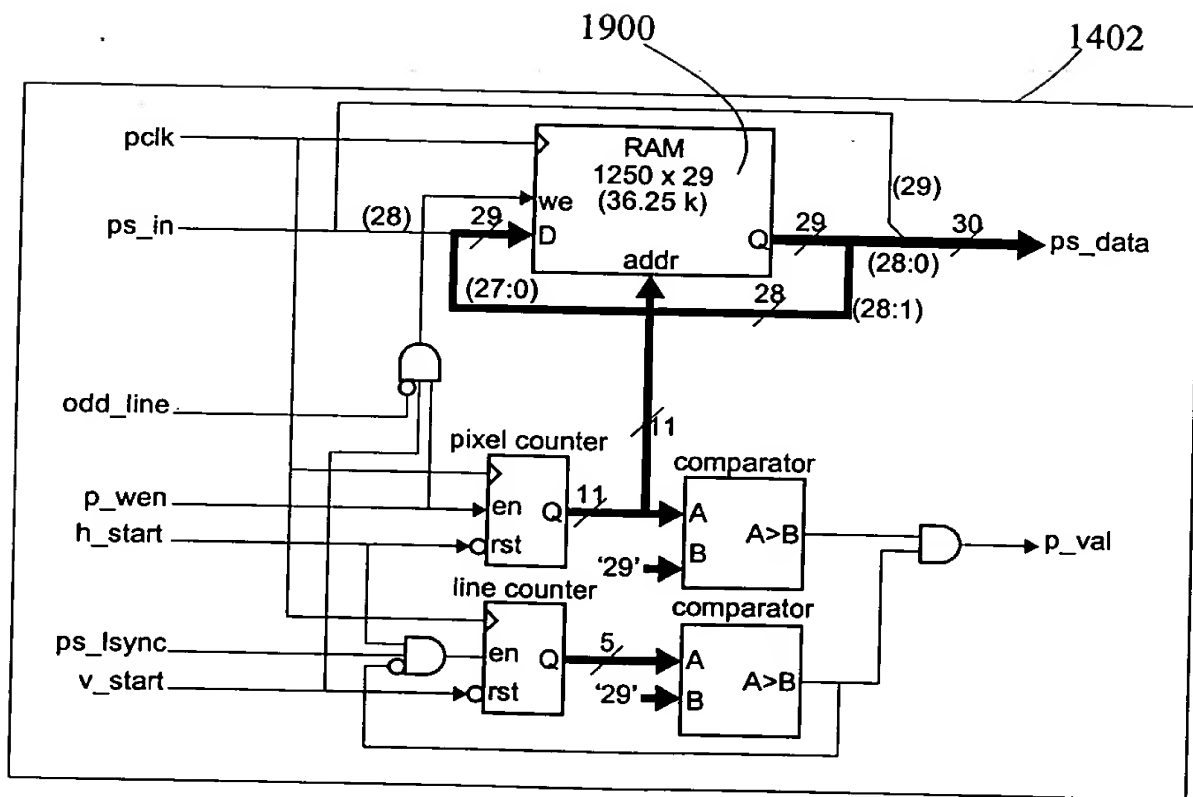 1900
1402
pclk
RAM
1250 x 29
(36.25 k)
(29)
we
ps_in
(28)
29
D
Q
29
30
ps_data
addr
(28:0)
(27:0)
28
(28:1)
odd_line
11
pixel counter
comparator
p_wen
en
Q
11
A
A>B
p_val
h_start
rst
B
'29'
line counter
comparator
ps_lsync
en
Q
5
A
A>B
v_start
rst
'29'
B